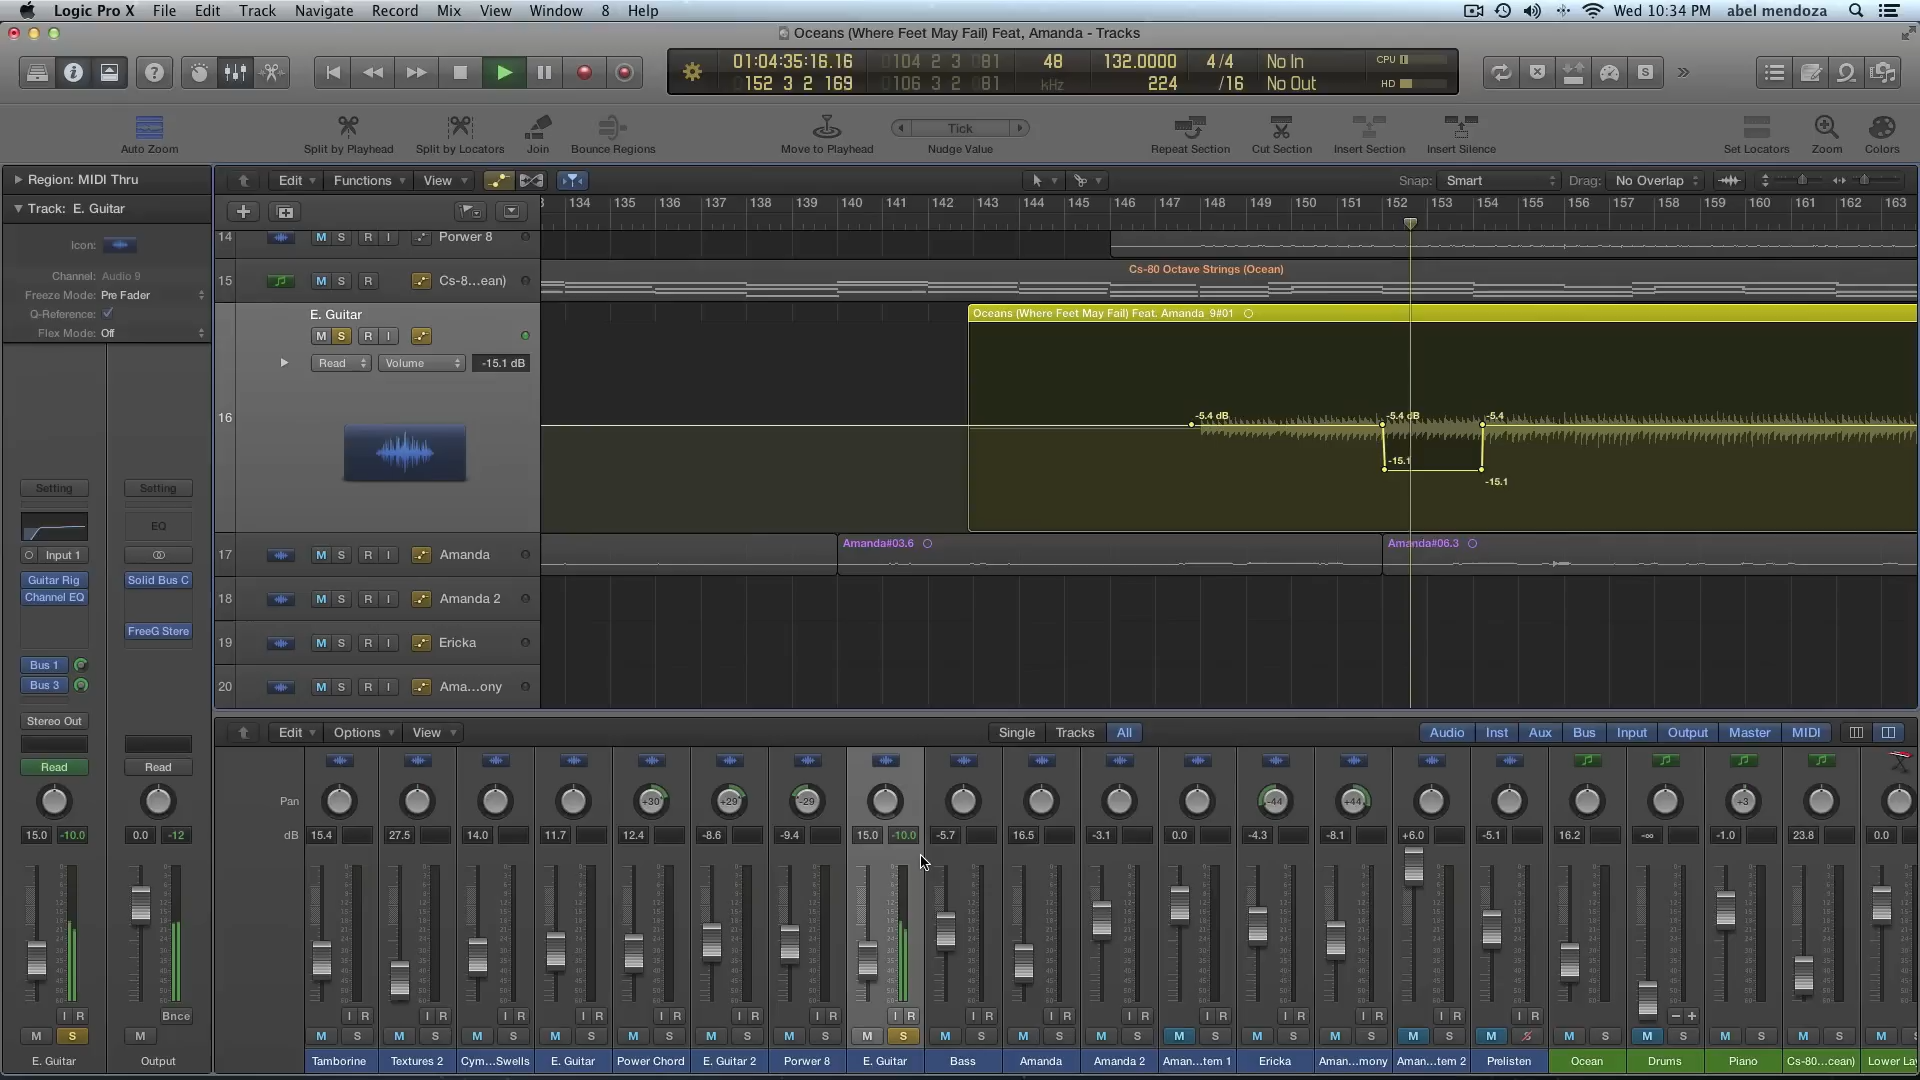 Logic Pro X File Edit Track Navigate Record Mix View Window 8 Help Wed 10:34 PM abel mendoza
Oceans (Where Feet May Fail) Feat, Amanda - Tracks
01:04:35:16.16 104 2 3 081 48 132.0000 4/4 No In CPU
152 3 2 169 106 3 2 081 kHz 224 /16 No Out HD
Auto Zoom Split by Playhead Split by Locators Join Bounce Regions Move to Playhead Tick Nudge Value Repeat Section Cut Section Insert Section Insert Silence Set Locators Zoom Colors
Region: MIDI Thru Edit Functions View Snap: Smart Drag: No Overlap
Track: E. Guitar
134 135 136 137 138 139 140 141 142 143 144 145 146 147 148 149 150 151 152 153 154 155 156 157 158 159 160 161 162 163
Icon:
Channel: Audio 9
Freeze Mode: Pre Fader
Q-Reference:
Flex Mode: Off
14 M S R I Porwer 8
15 M S R Cs-8...ean)
Cs-80 Octave Strings (Ocean)
E. Guitar
Oceans (Where Feet May Fail) Feat. Amanda_9#01
M S R I
Read Volume -15.1 dB
16
-5.4 dB -5.4 dB -5.4
-15.1
-15.1
17 M S R I Amanda
Amanda#03.6 Amanda#06.3
18 M S R I Amanda 2
19 M S R I Ericka
20 M S R I Ama...ony
Setting Setting
EQ
Input 1
Guitar Rig Solid Bus C
Channel EQ
FreeG Stere
Bus 1
Bus 3
Stereo Out
Read Read
15.0 -10.0 0.0 -12
I R Bnce
M S M
E. Guitar Output
Edit Options View Single Tracks All Audio Inst Aux Bus Input Output Master MIDI
Pan +30 +29 -29 -44 +44 +3
dB 15.4 27.5 14.0 11.7 12.4 -8.6 -9.4 15.0 -10.0 -5.7 16.5 -3.1 0.0 -4.3 -8.1 +6.0 -5.1 16.2 -∞ -1.0 23.8 0.0
I R I R I R I R I R I R I R I R I R I R I R I R I R I R I R I R
M S M S M S M S M S M S M S M S M S M S M S M S M S M S M S M S M S M S M S M S M
Tamborine Textures 2 Cym...Swells E. Guitar Power Chord E. Guitar 2 Porwer 8 E. Guitar Bass Amanda Amanda 2 Aman...tem 1 Ericka Aman...mony Aman...tem 2 Prelisten Ocean Drums Piano Cs-80...cean) Lower La